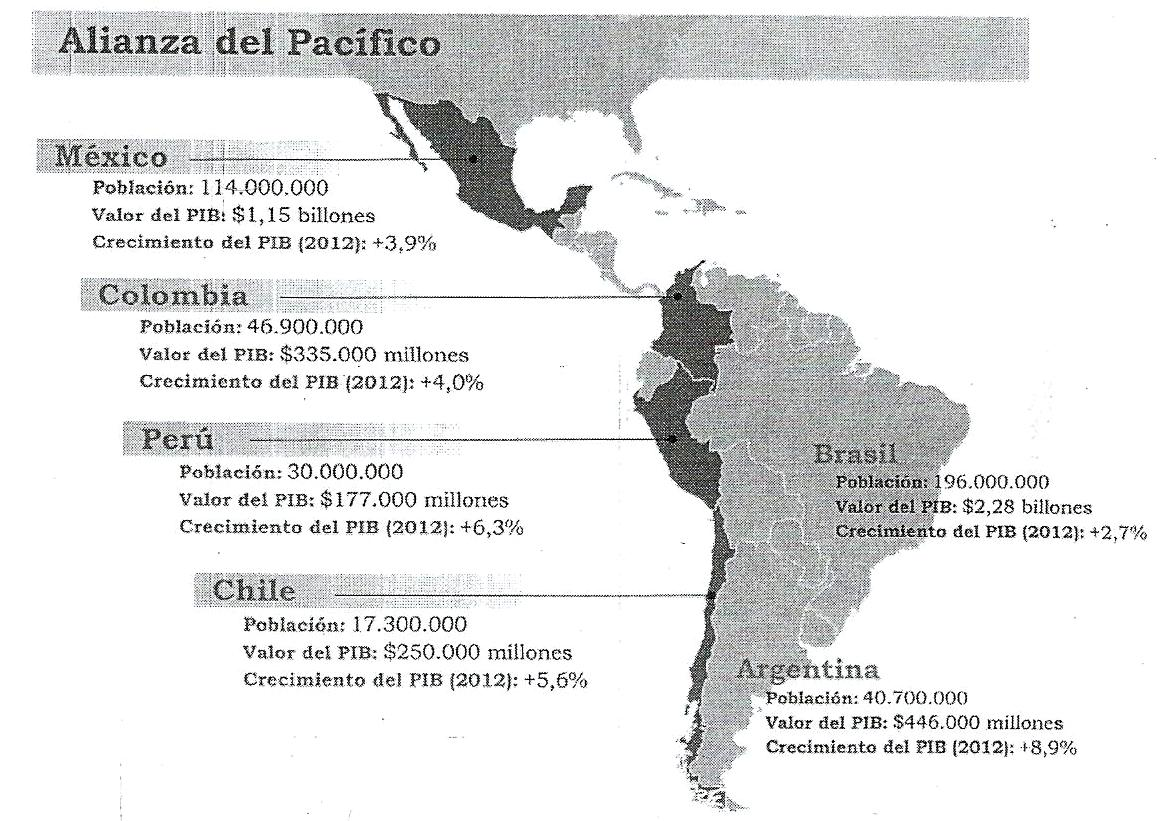 Alianza del Pacífico
México
Población: 114.000.000
Valor del PIB: $1,15 billones
Crecimiento del PIB (2012): +3,9%
Colombia
Población: 46.900.000
Valor del PIB: $335.000 millones
Crecimiento del PIB (2012): +4,0%
Perú
Población: 30.000.000
Valor del PIB: $177.000 millones
Crecimiento del PIB (2012): +6,3%
Brasil
Población: 196.000.000
Valor del PIB: $2,28 billones
Crecimiento del PIB (2012): +2,7%
Chile
Población: 17.300.000
Valor del PIB: $250.000 millones
Crecimiento del PIB (2012): +5,6%
Argentina
Población: 40.700.000
Valor del PIB: $446.000 millones
Crecimiento del PIB (2012): +8,9%